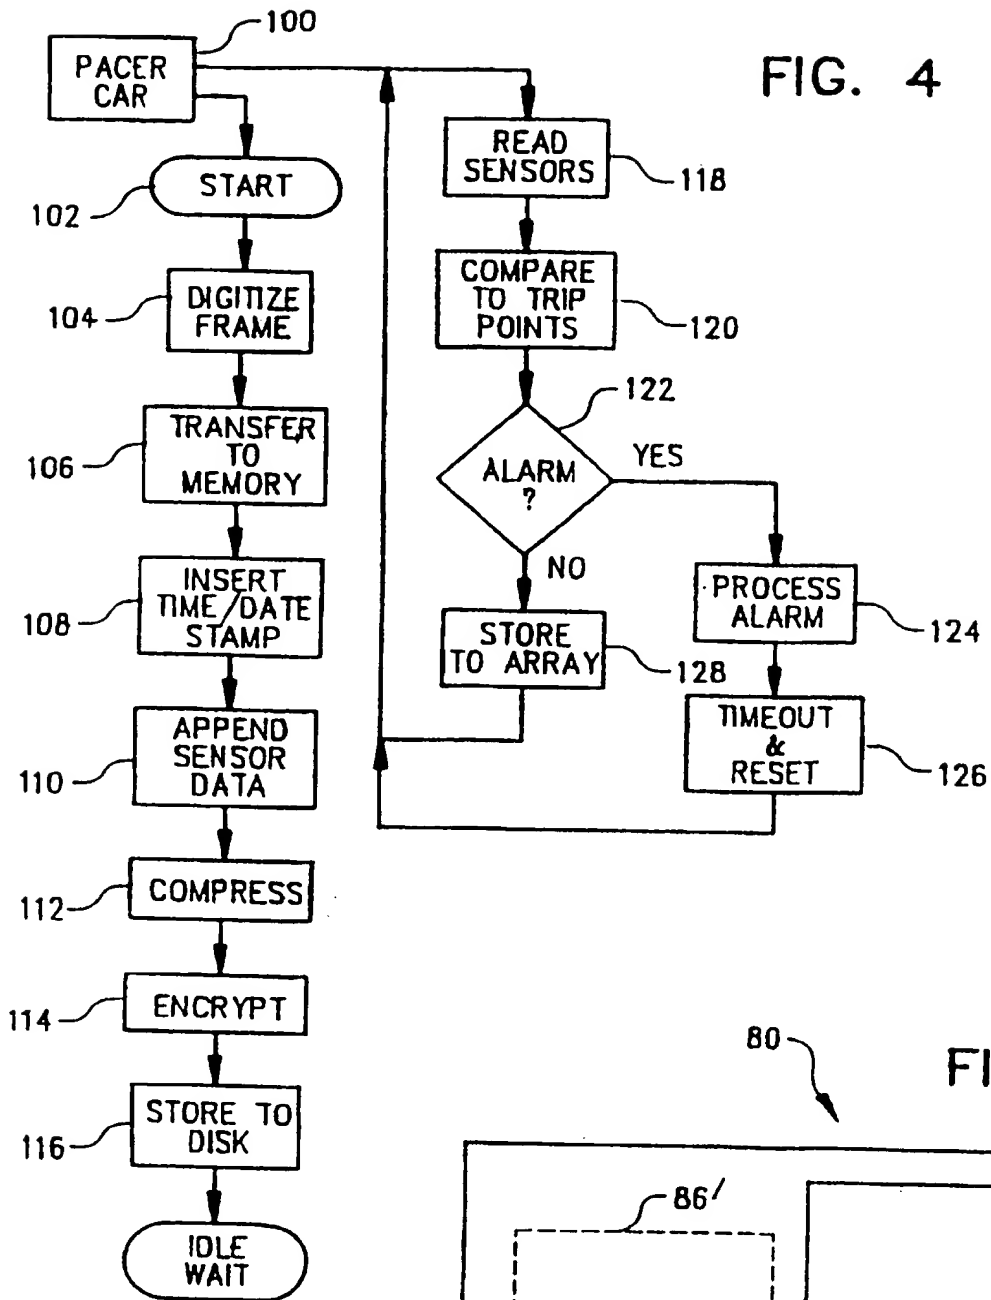 100
PACER
CAR
FIG. 4
START
102
DIGITIZE
FRAME
104
TRANSFER
TO
MEMORY
106
INSERT
TIME/DATE
STAMP
108
APPEND
SENSOR
DATA
110
COMPRESS
112
ENCRYPT
114
STORE TO
DISK
116
IDLE
WAIT
READ
SENSORS
118
COMPARE
TO TRIP
POINTS
120
122
ALARM
?
YES
NO
PROCESS
ALARM
124
STORE
TO ARRAY
128
TIMEOUT
&
RESET
126
80
FI
86'